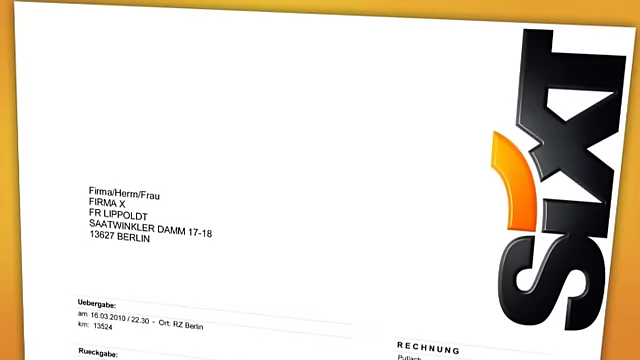 SIXT
Firma/Herrn/Frau
FIRMA X
FR LIPPOLDT
SAATWINKLER DAMM 17-18
13627 BERLIN
Uebergabe:
am 16.03.2010 / 22.30 - Ort: RZ Berlin
km: 13524
RECHNUNG
Rueckgabe: